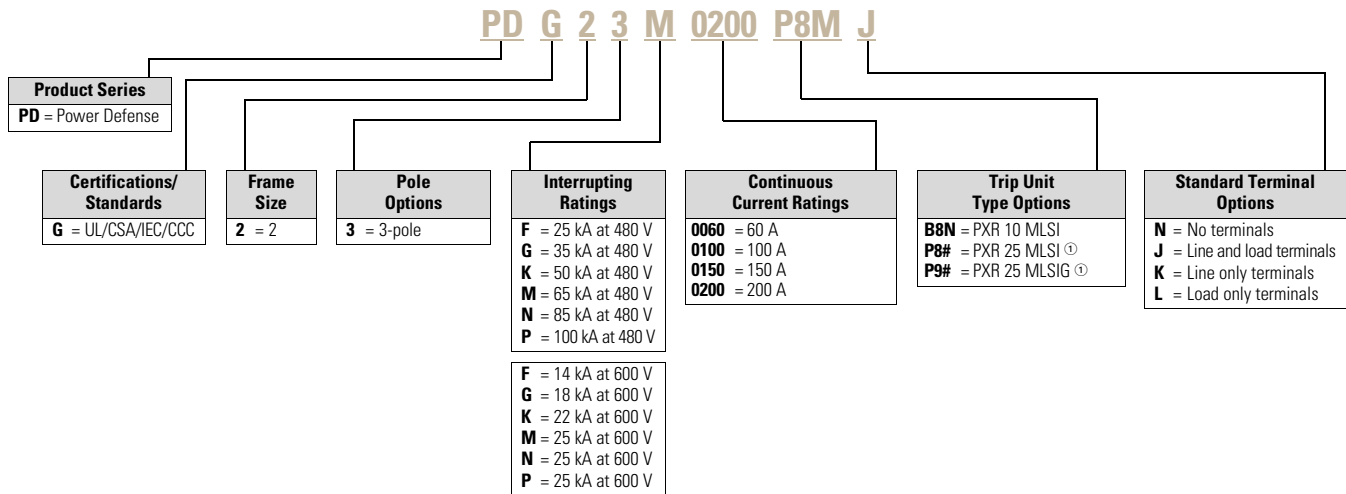 PD G 2 3 M 0200 P8M J
Product Series
PD = Power Defense
Certifications/
Standards
G = UL/CSA/IEC/CCC
Frame
Size
2 = 2
Pole
Options
3 = 3-pole
Interrupting
Ratings
F = 25 kA at 480 V
G = 35 kA at 480 V
K = 50 kA at 480 V
M = 65 kA at 480 V
N = 85 kA at 480 V
P = 100 kA at 480 V
F = 14 kA at 600 V
G = 18 kA at 600 V
K = 22 kA at 600 V
M = 25 kA at 600 V
N = 25 kA at 600 V
P = 25 kA at 600 V
Continuous
Current Ratings
0060 = 60 A
0100 = 100 A
0150 = 150 A
0200 = 200 A
Trip Unit
Type Options
B8N = PXR 10 MLSI
P8# = PXR 25 MLSI ①
P9# = PXR 25 MLSIG ①
Standard Terminal
Options
N = No terminals
J = Line and load terminals
K = Line only terminals
L = Load only terminals